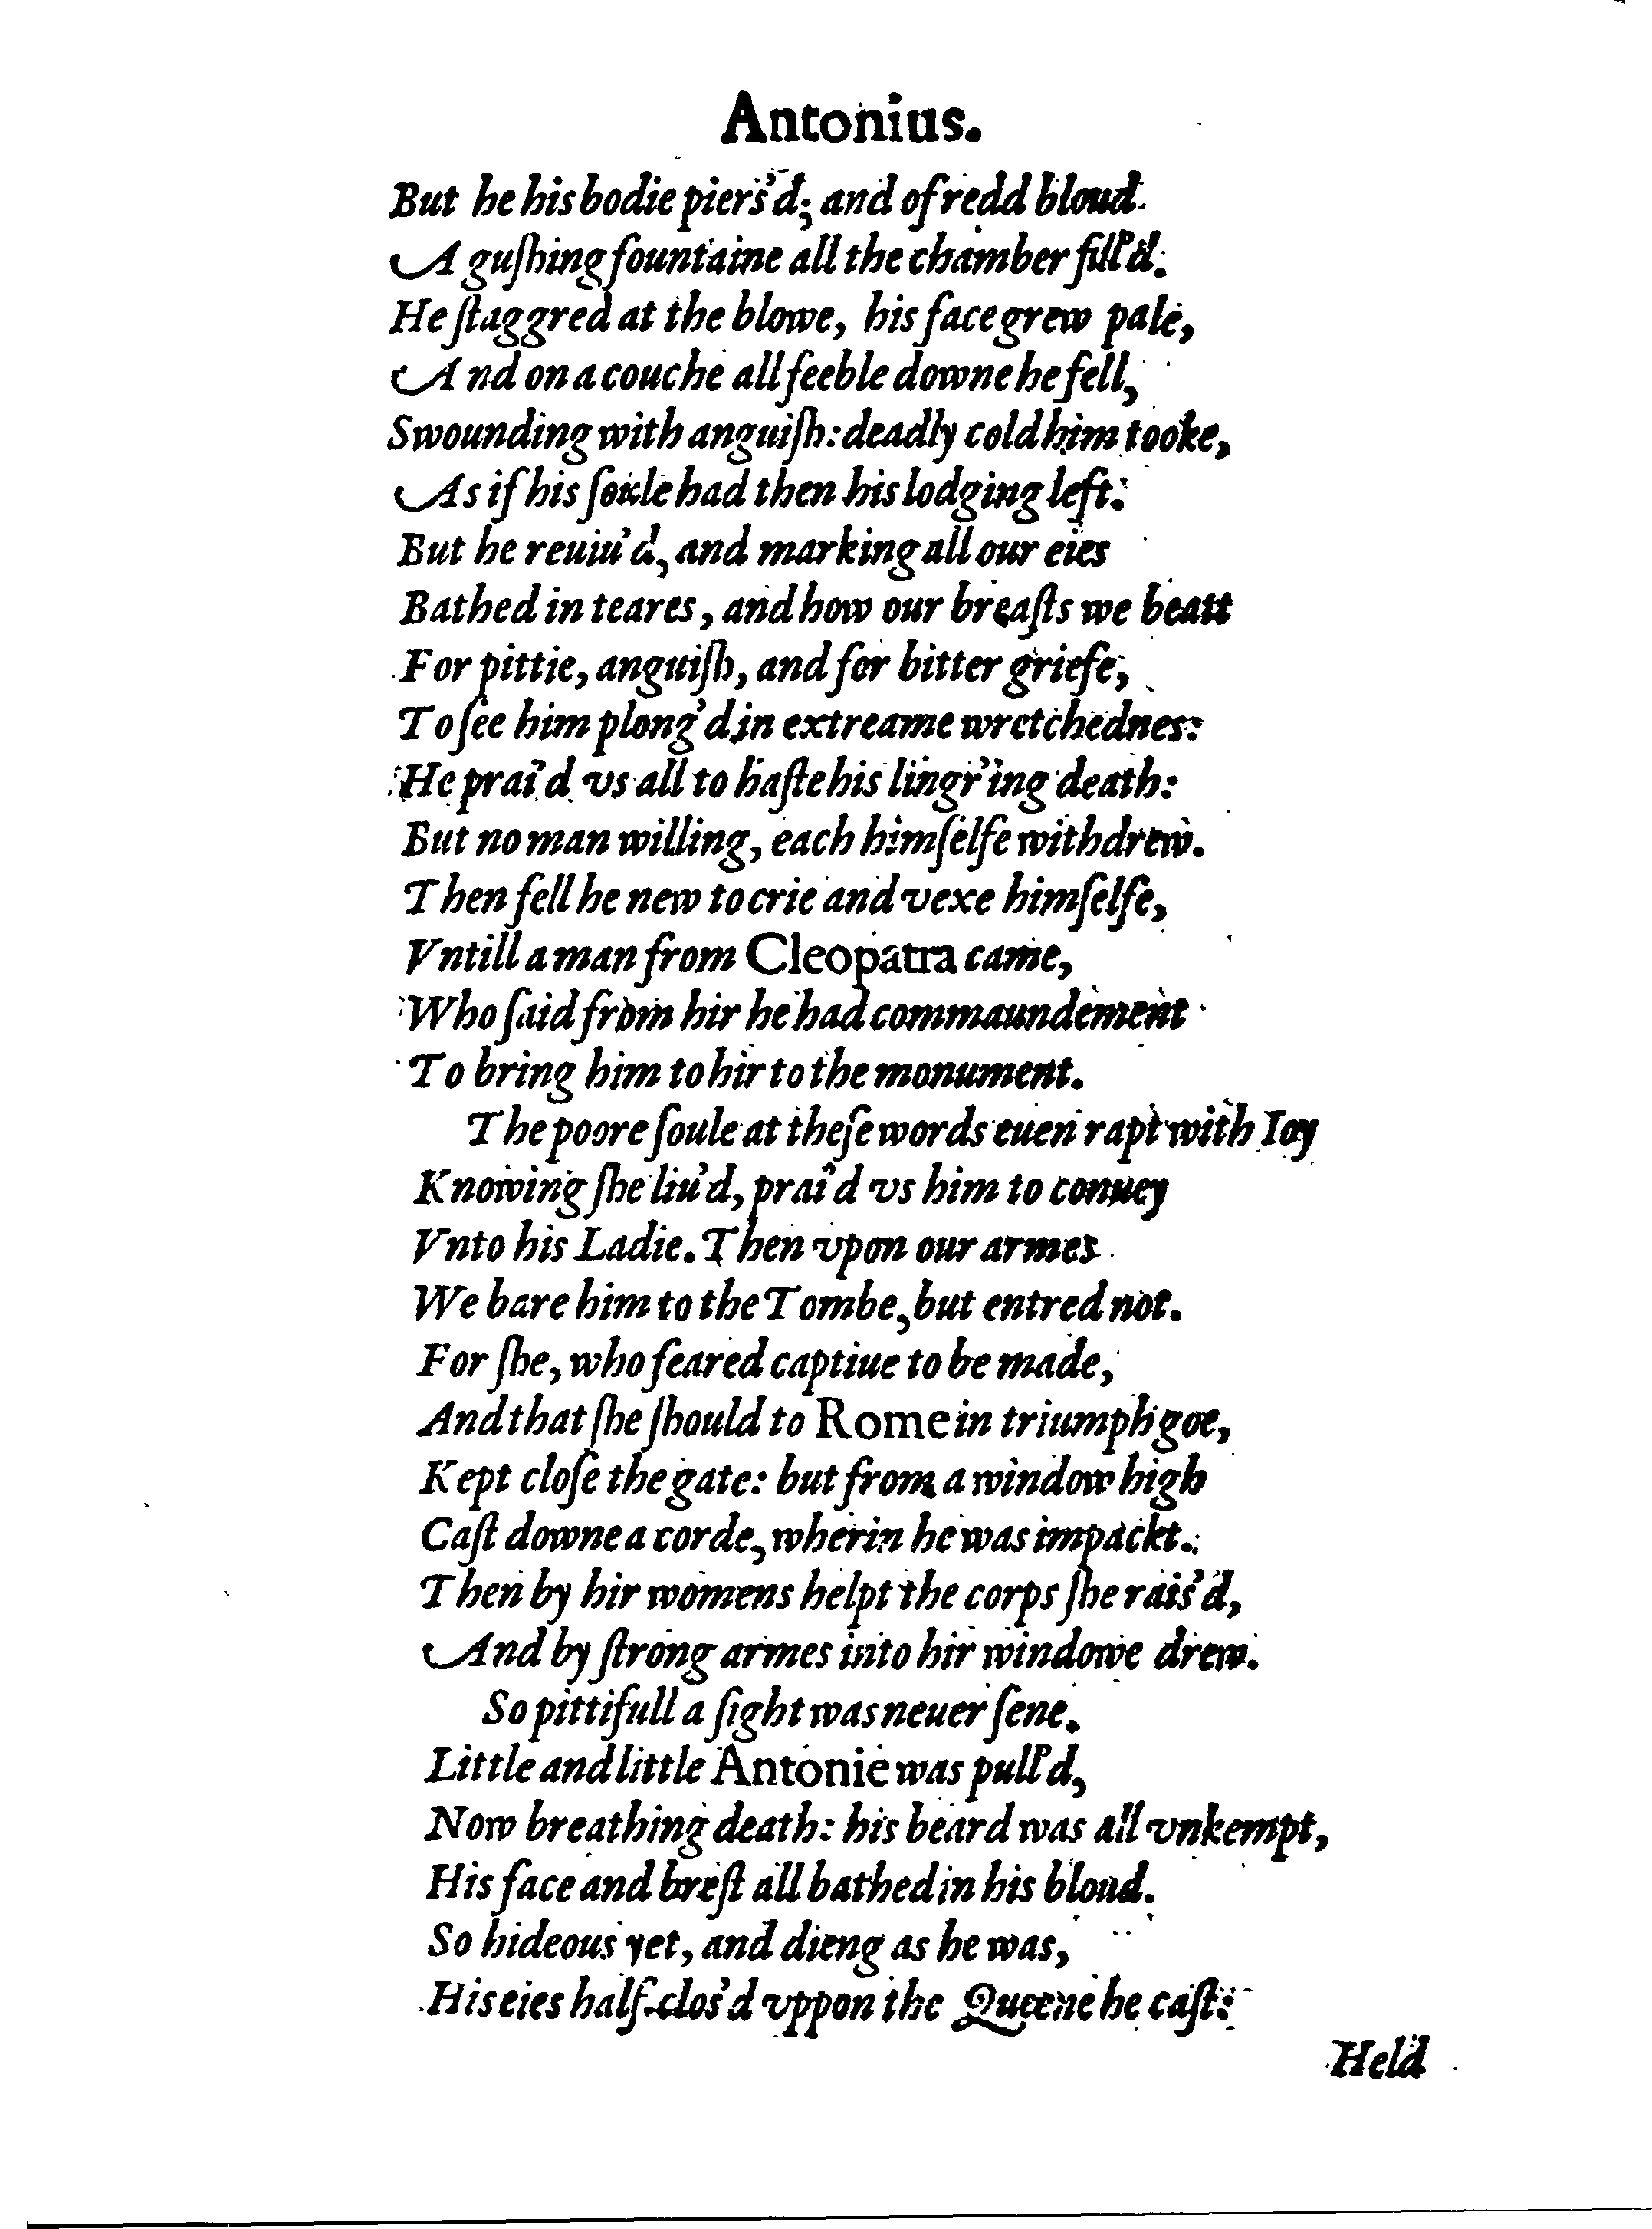 Antonius.
But he his bodie piers'd; and of redd bloud
A guſhing fountaine all the chamber fill'd.
He ſtaggred at the blowe, his face grew pale,
And on a couche all feeble downe he fell,
Swounding with anguiſh: deadly cold him tooke,
As if his ſoule had then his lodging left:
But he reuiu'd, and marking all our eies
Bathed in teares, and how our breaſts we beatt
For pittie, anguiſh, and for bitter griefe,
To ſee him plong'd in extreame wretchednes:
He prai'd vs all to haſte his lingr'ing death:
But no man willing, each himſelfe withdrew.
Then fell he new to crie and vexe himſelfe,
Vntill a man from Cleopatra came,
Who ſaid from hir he had commaundement
To bring him to hir to the monument.
The poore ſoule at theſe words euen rapt with Ioy
Knowing ſhe liu'd, prai'd vs him to conuey
Vnto his Ladie. Then vpon our armes
We bare him to the Tombe, but entred not.
For ſhe, who feared captiue to be made,
And that ſhe ſhould to Rome in triumph goe,
Kept cloſe the gate: but from a window high
Caſt downe a corde, wherin he was impackt.
Then by hir womens helpt the corps ſhe rais'd,
And by ſtrong armes into hir windowe drew.
So pittifull a ſight was neuer ſene.
Little and little Antonie was pull'd,
Now breathing death: his beard was all vnkempt,
His face and breſt all bathed in his bloud.
So hideous yet, and dieng as he was,
His eies half-clos'd vppon the Queene he caſt:
Held